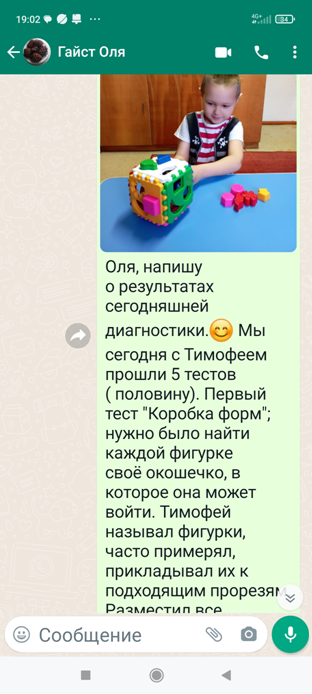 19:02
4G+
84
Гайст Оля
Оля, напишу
о результатах
сегодняшней
диагностики.😊 Мы
сегодня с Тимофеем
прошли 5 тестов
( половину). Первый
тест "Коробка форм";
нужно было найти
каждой фигурке
своё окошечко, в
которое она может
войти. Тимофей
называл фигурки,
часто примерял,
прикладывал их к
подходящим прорезям.
Разместил все
Сообщение